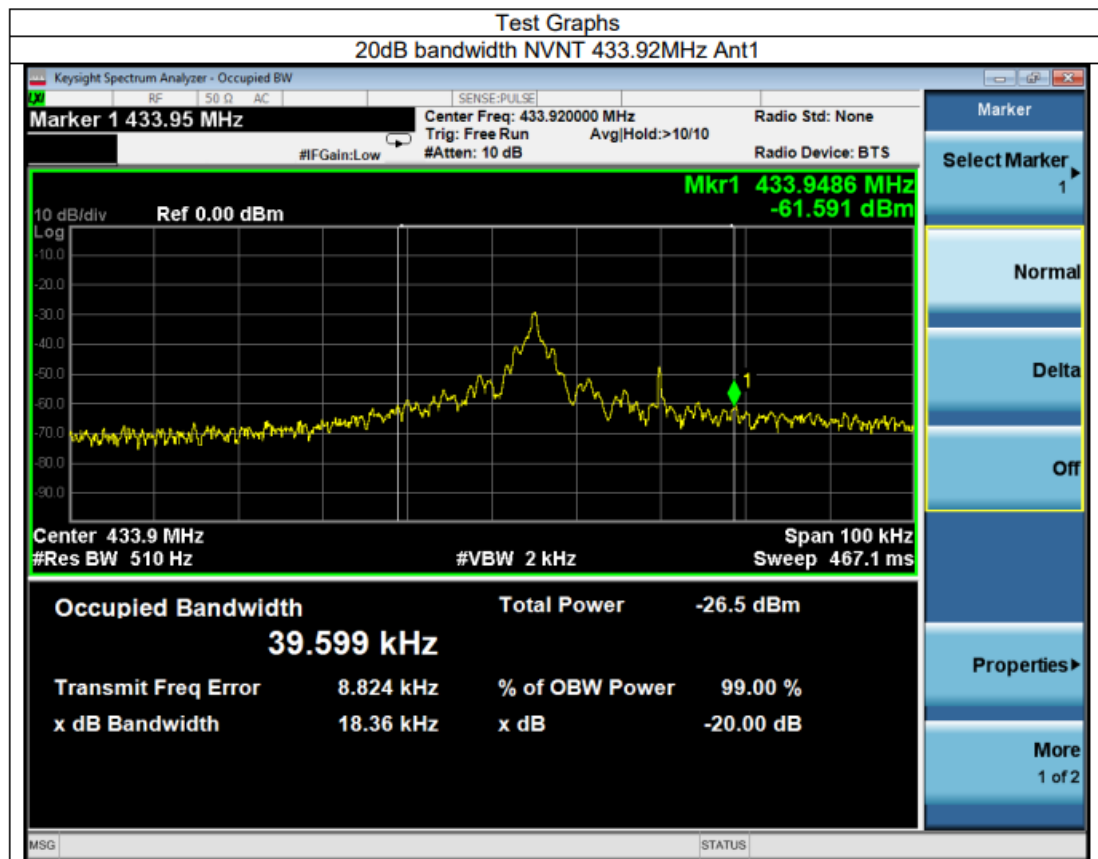 Test Graphs
20dB bandwidth NVNT 433.92MHz Ant1
Keysight Spectrum Analyzer - Occupied BW
LXI RF 50 Ω AC SENSE:PULSE
Marker 1 433.95 MHz
Center Freq: 433.920000 MHz Radio Std: None
Trig: Free Run Avg|Hold:>10/10
#IFGain:Low #Atten: 10 dB Radio Device: BTS
Mkr1 433.9486 MHz
-61.591 dBm
10 dB/div Ref 0.00 dBm
Log
-10.0
-20.0
-30.0
-40.0
-50.0
-60.0
-70.0
-80.0
-90.0
1
Center 433.9 MHz Span 100 kHz
#Res BW 510 Hz #VBW 2 kHz Sweep 467.1 ms
Occupied Bandwidth Total Power -26.5 dBm
39.599 kHz
Transmit Freq Error 8.824 kHz % of OBW Power 99.00 %
x dB Bandwidth 18.36 kHz x dB -20.00 dB
MSG STATUS
Marker
Select Marker
1
Normal
Delta
Off
Properties
More
1 of 2